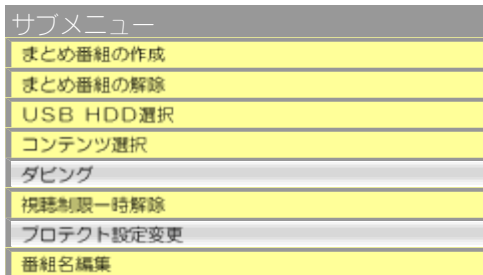 サブメニュー
まとめ番組の作成
まとめ番組の解除
USB HDD選択
コンテンツ選択
ダビング
視聴制限一時解除
プロテクト設定変更
番組名編集